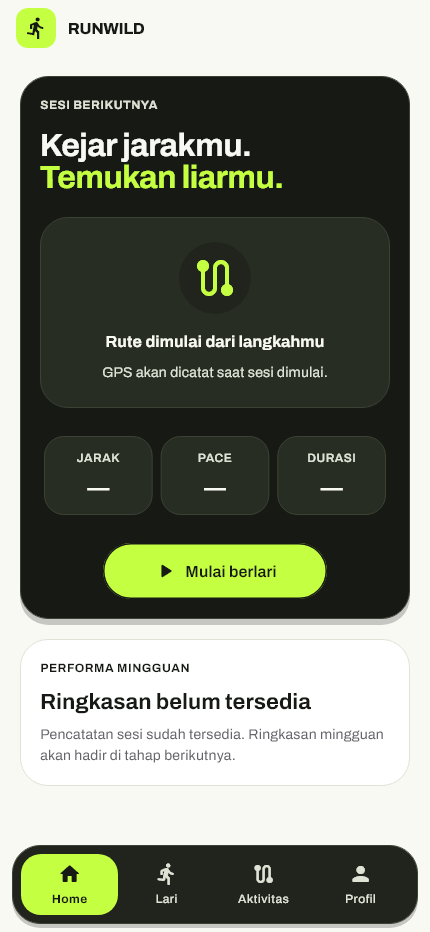 RUNWILD
SESI BERIKUTNYA
Kejar jarakmu.
Temukan liarmu.
Rute dimulai dari langkahmu
GPS akan dicatat saat sesi dimulai.
JARAK PACE DURASI
— — —
Mulai berlari
PERFORMA MINGGUAN
Ringkasan belum tersedia
Pencatatan sesi sudah tersedia. Ringkasan mingguan
akan hadir di tahap berikutnya.
Home Lari Aktivitas Profil